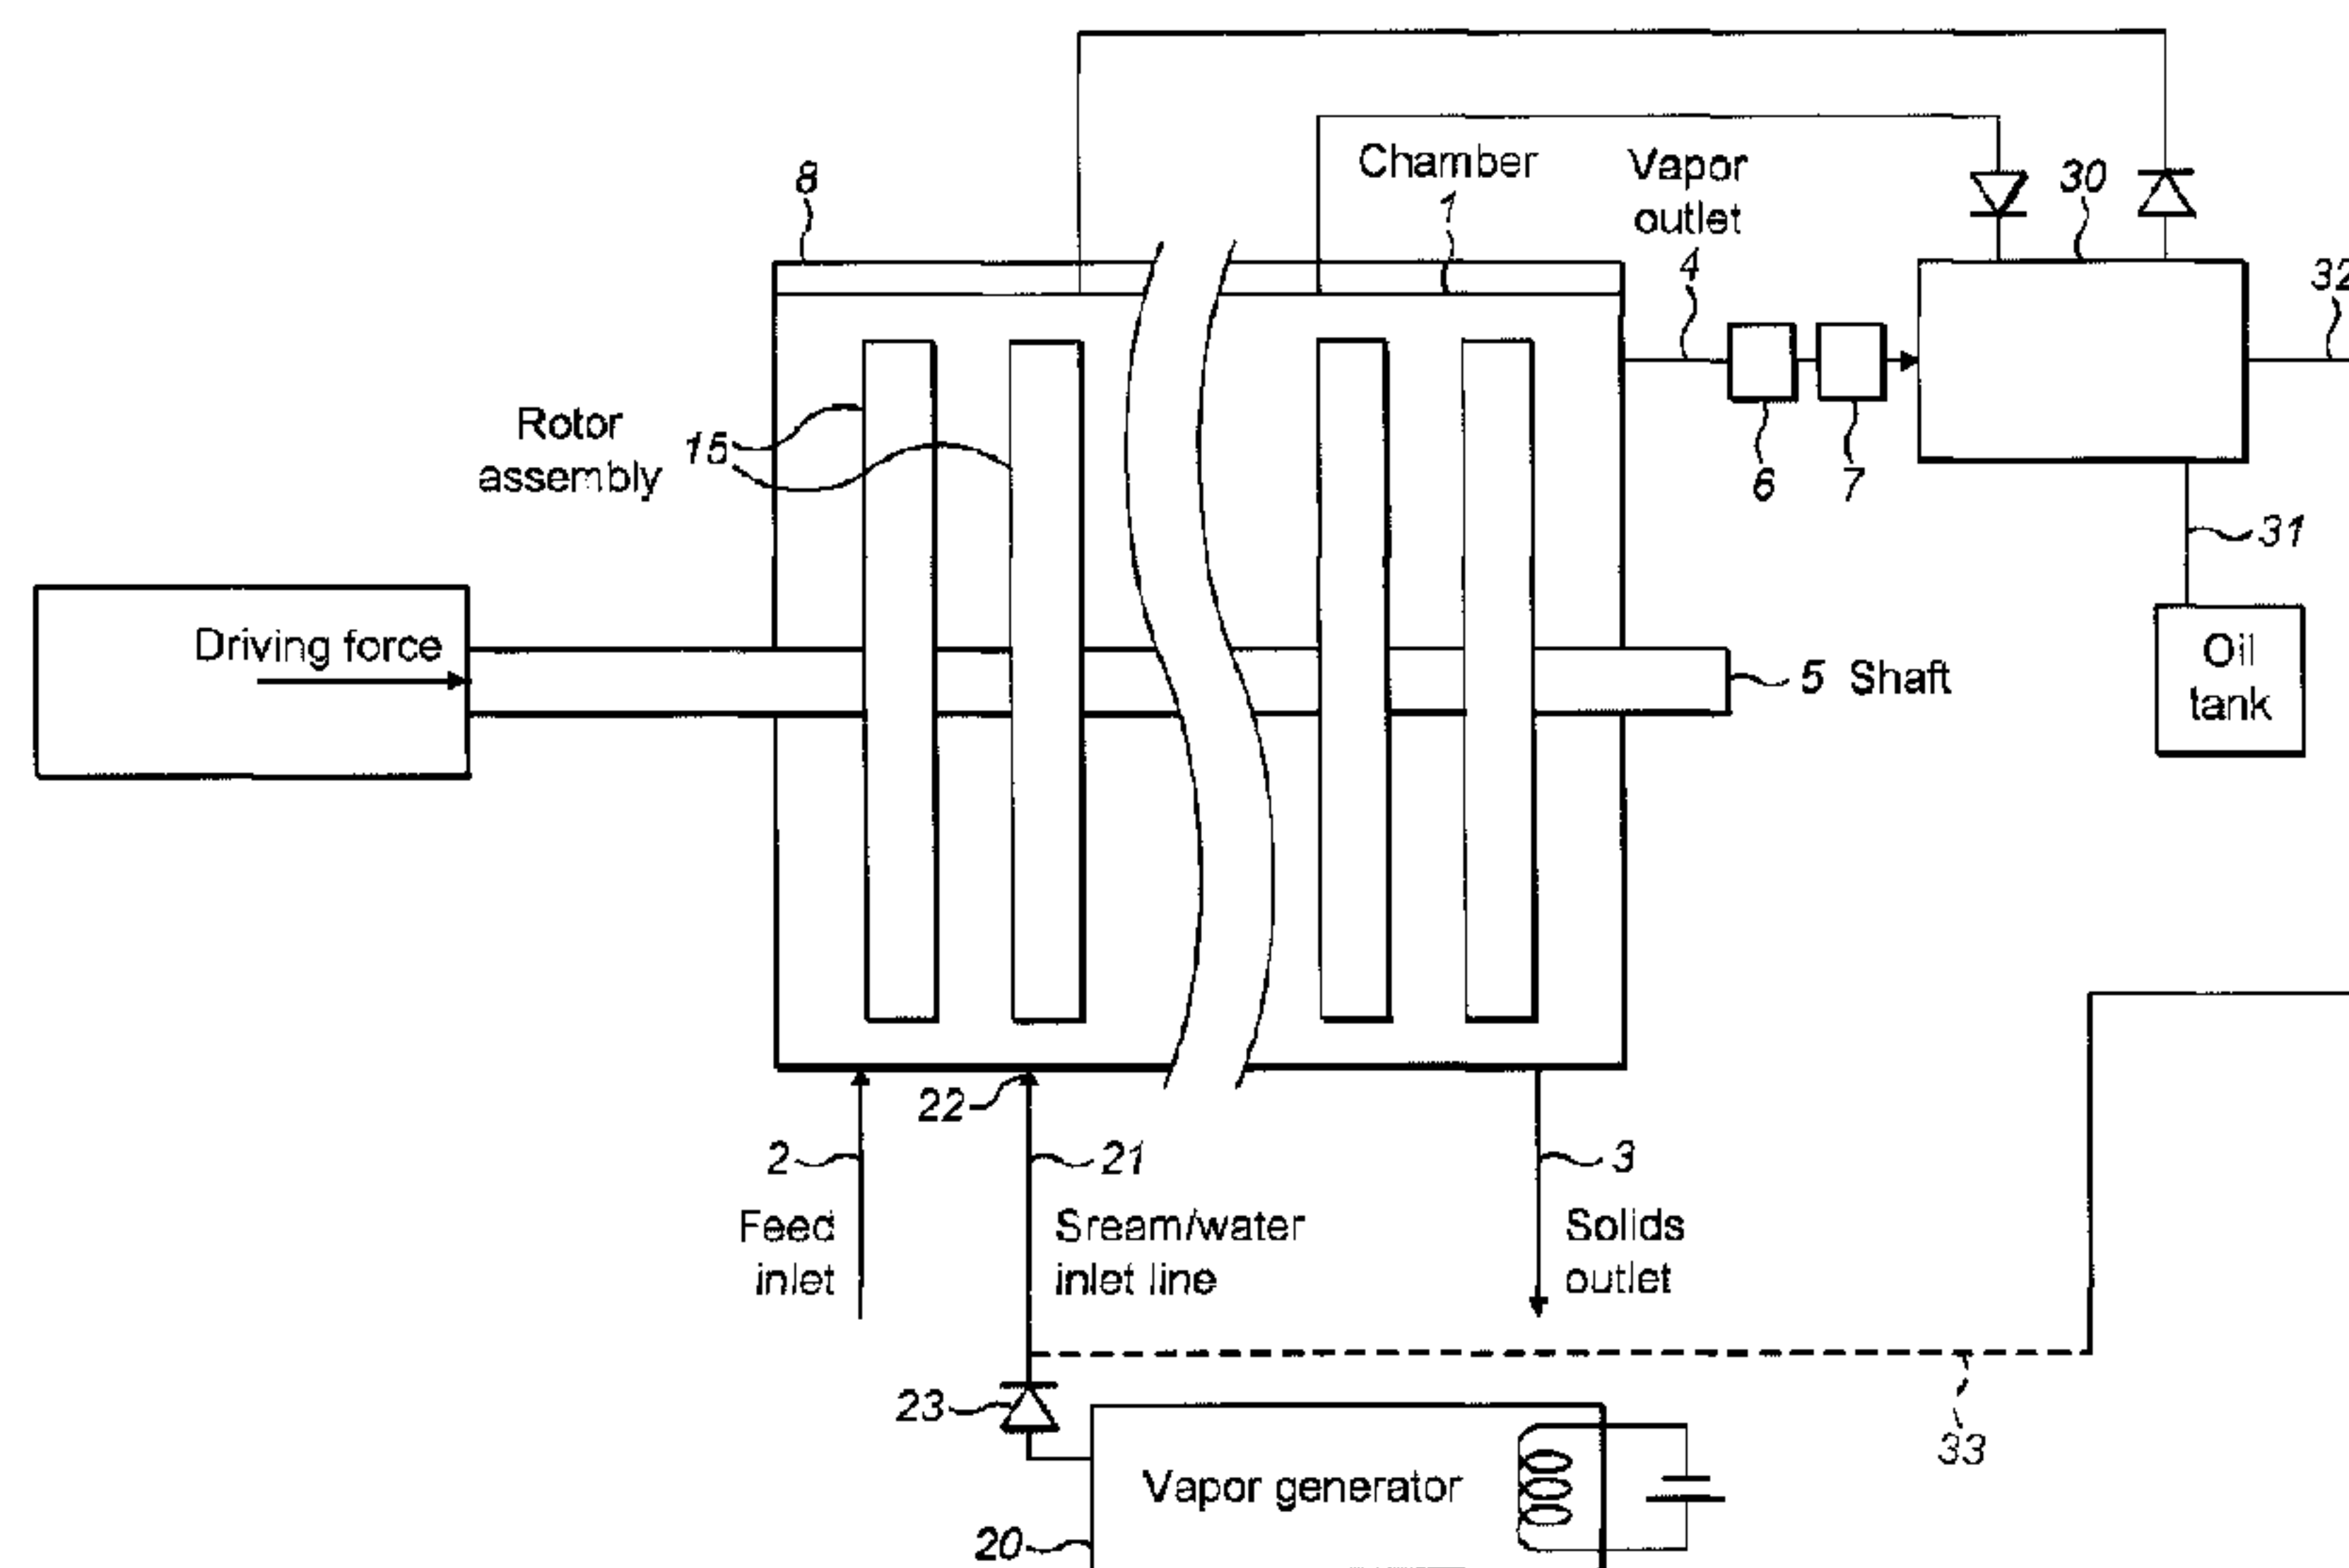 8
Chamber
1
Vapor
outlet
4
30
32
Rotor
assembly
15
6
7
31
Driving force
5 Shaft
Oil
tank
22
2
21
3
Feed
inlet
Sream/water
inlet line
Solids
outlet
23
33
Vapor generator
20